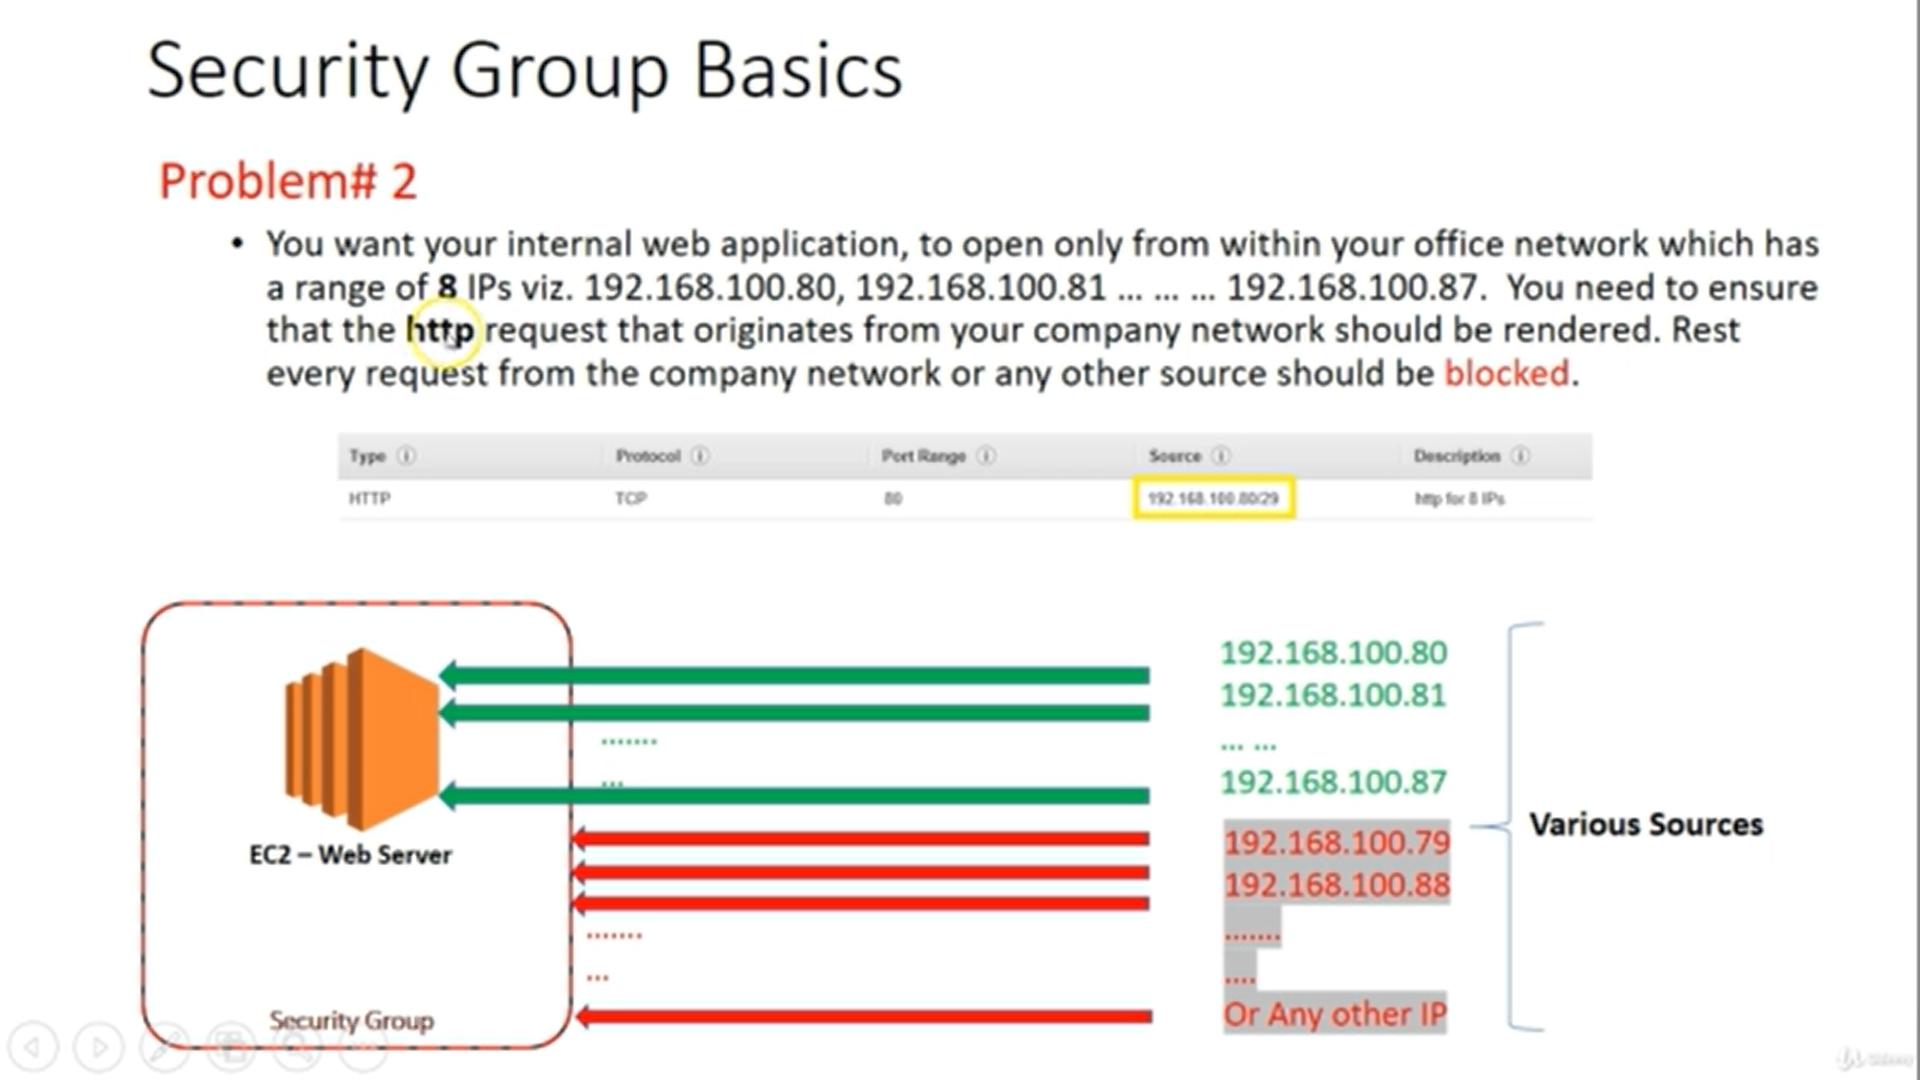 Security Group Basics
Problem# 2
• You want your internal web application, to open only from within your office network which has
a range of 8 IPs viz. 192.168.100.80, 192.168.100.81 ... ... ... 192.168.100.87. You need to ensure
that the http request that originates from your company network should be rendered. Rest
every request from the company network or any other source should be blocked.
Type Protocol Port Range Source Description
HTTP TCP 80 192.168.100.80/29 http for 8 IPs
192.168.100.80
192.168.100.81
.......
... ...
...
192.168.100.87
Various Sources
192.168.100.79
EC2 – Web Server
192.168.100.88
.......
.......
...
....
Or Any other IP
Security Group
Udemy